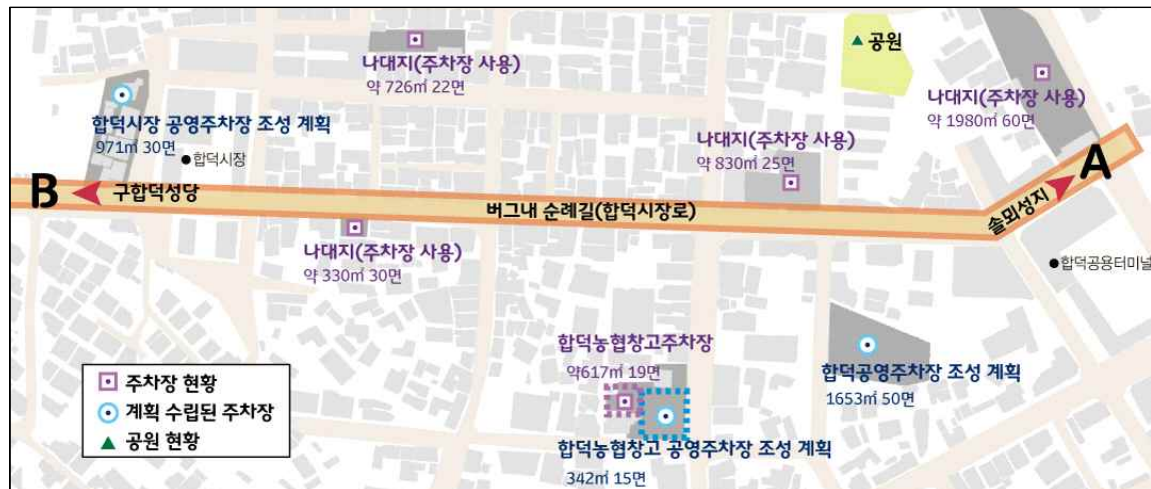 나대지(주차장 사용)
약 726㎡ 22면
공원
나대지(주차장 사용)
약 1980㎡ 60면
합덕시장 공영주차장 조성 계획
971㎡ 30면
합덕시장
나대지(주차장 사용)
약 830㎡ 25면
A
B
구합덕성당
버그내 순례길(합덕시장로)
솔뫼성지
나대지(주차장 사용)
약 330㎡ 30면
합덕공용터미널
합덕농협창고주차장
약617㎡ 19면
합덕공영주차장 조성 계획
1653㎡ 50면
합덕농협창고 공영주차장 조성 계획
342㎡ 15면
주차장 현황
계획 수립된 주차장
공원 현황